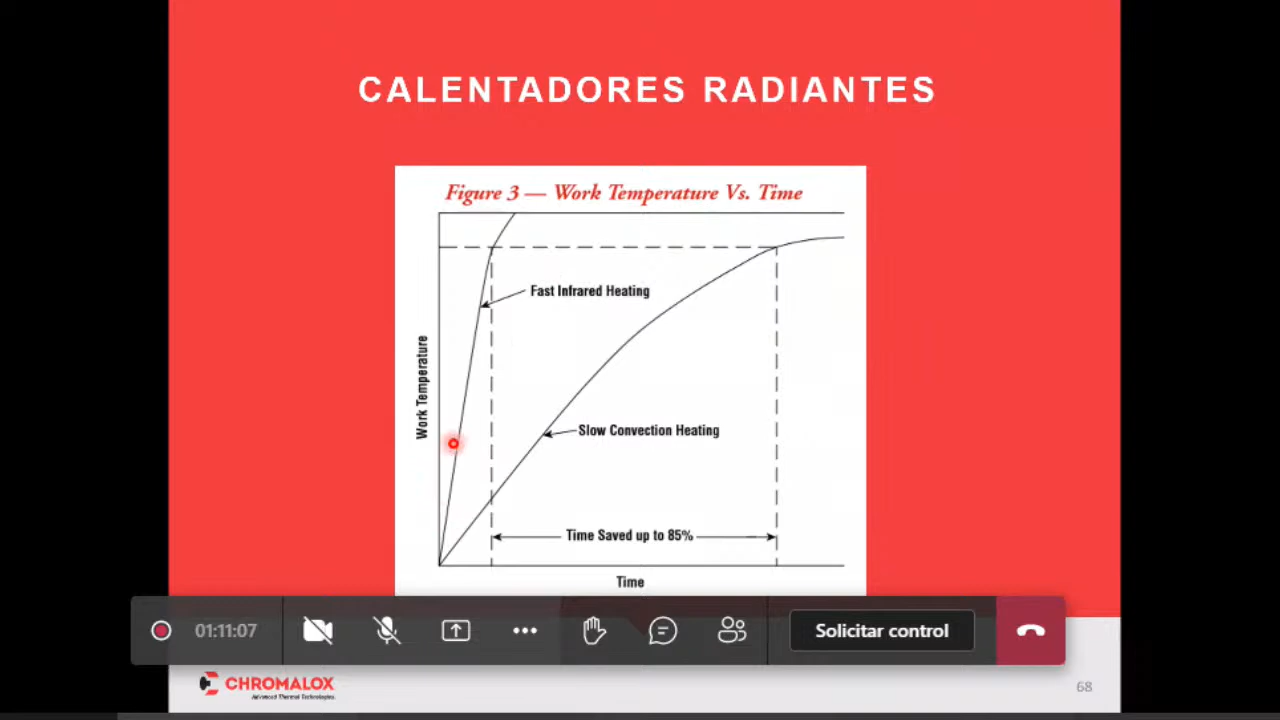 CALENTADORES RADIANTES
Figure 3 — Work Temperature Vs. Time
Fast Infrared Heating
Work Temperature
Slow Convection Heating
Time Saved up to 85%
Time
01:11:07
Solicitar control
CHROMALOX
Advanced Thermal Technologies
68